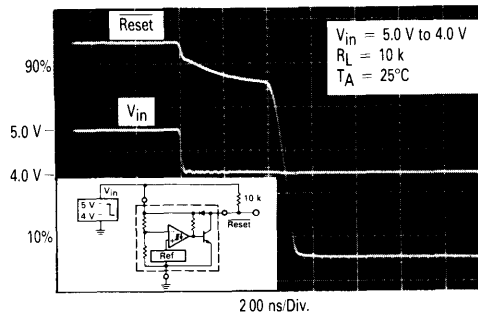 Reset
Vin = 5.0 V to 4.0 V
RL = 10 k
TA = 25°C
90%
Vin
5.0 V
4.0 V
Vin
5 V
4 V
10 k
Reset
Ref
10%
200 ns/Div.